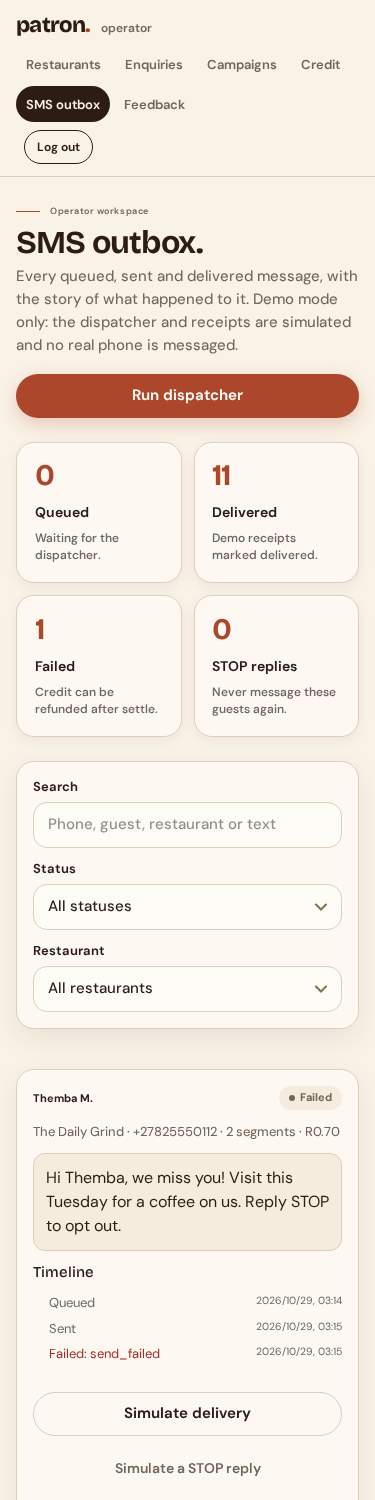 patron. operator
Restaurants Enquiries Campaigns Credit
SMS outbox Feedback
Log out
Operator workspace
SMS outbox.
Every queued, sent and delivered message, with
the story of what happened to it. Demo mode
only: the dispatcher and receipts are simulated
and no real phone is messaged.
Run dispatcher
0
Queued
Waiting for the
dispatcher.
11
Delivered
Demo receipts
marked delivered.
1
Failed
Credit can be
refunded after settle.
0
STOP replies
Never message these
guests again.
Search
Phone, guest, restaurant or text
Status
All statuses
Restaurant
All restaurants
Themba M. Failed
The Daily Grind · +27825550112 · 2 segments · R0.70
Hi Themba, we miss you! Visit this
Tuesday for a coffee on us. Reply STOP
to opt out.
Timeline
Queued 2026/10/29, 03:14
Sent 2026/10/29, 03:15
Failed: send_failed 2026/10/29, 03:15
Simulate delivery
Simulate a STOP reply